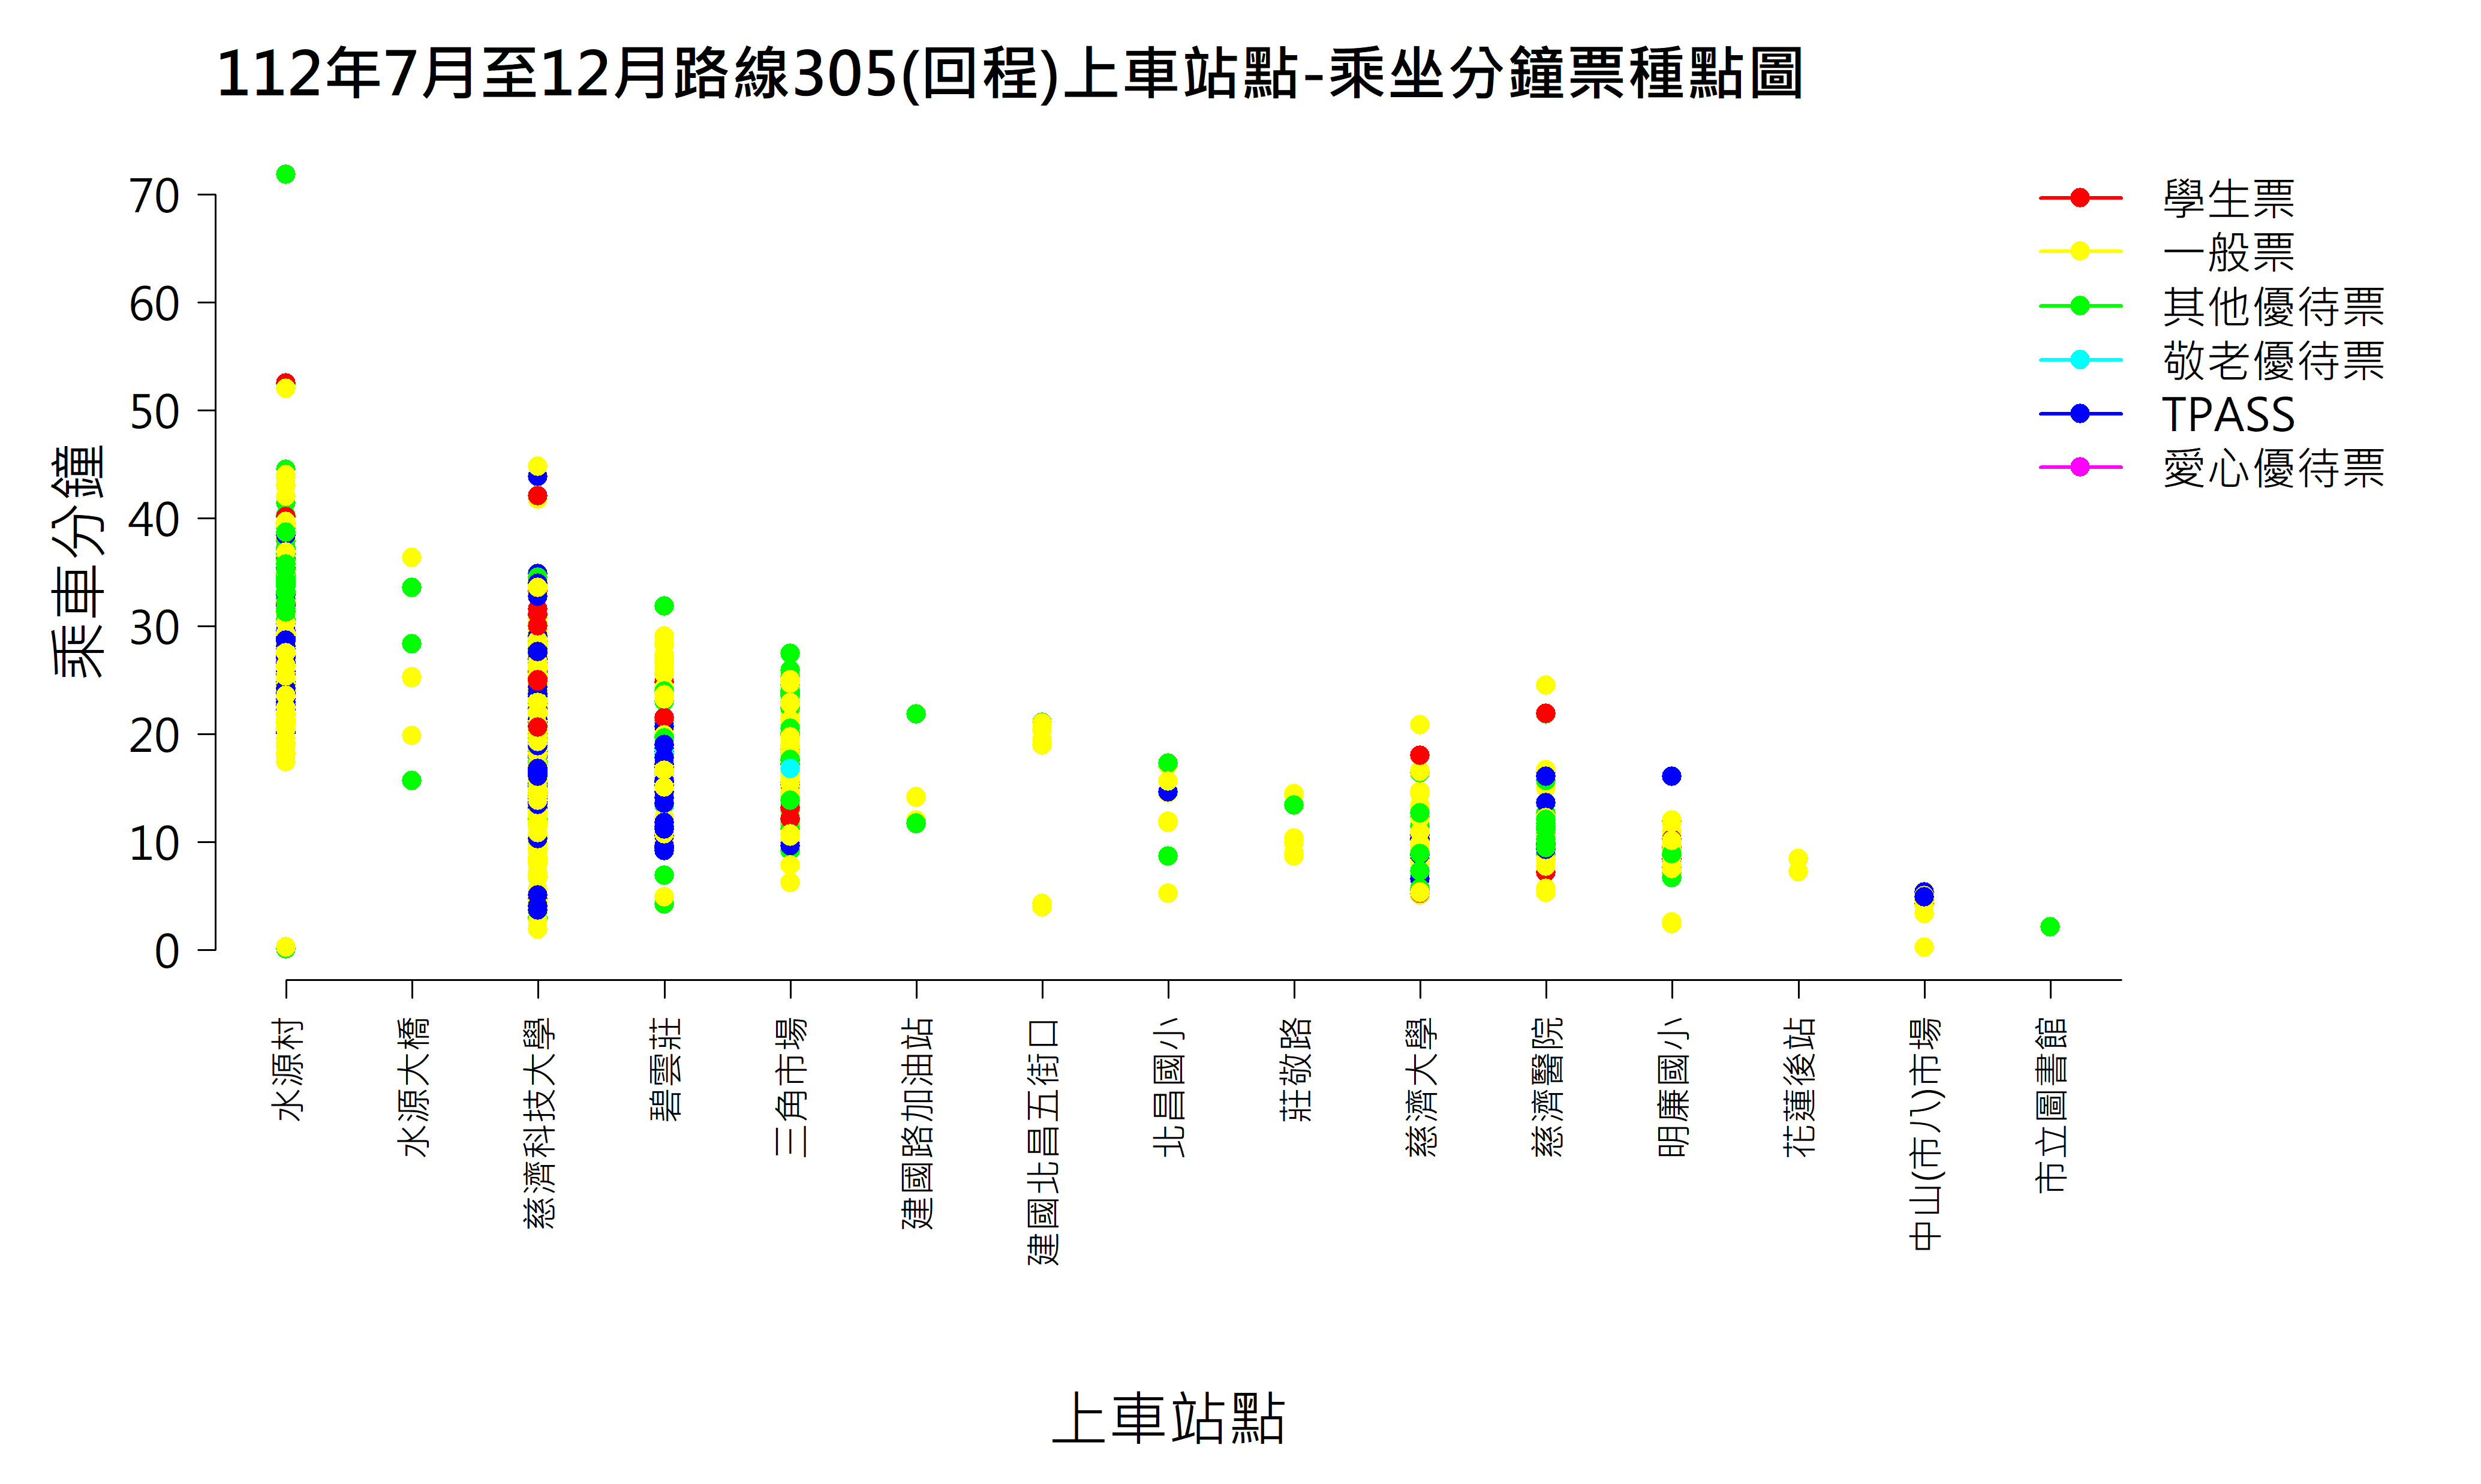 112年7月至12月路線305(回程)上車站點-乘坐分鐘票種點圖
學生票
一般票
其他優待票
敬老優待票
TPASS
愛心優待票
乘車分鐘
70
60
50
40
30
20
10
0
水源村
水源大橋
慈濟科技大學
碧雲莊
三角市場
建國路加油站
建國北昌五街口
北昌國小
莊敬路
慈濟大學
慈濟醫院
明廉國小
花蓮後站
中山(市八)市場
市立圖書館
上車站點